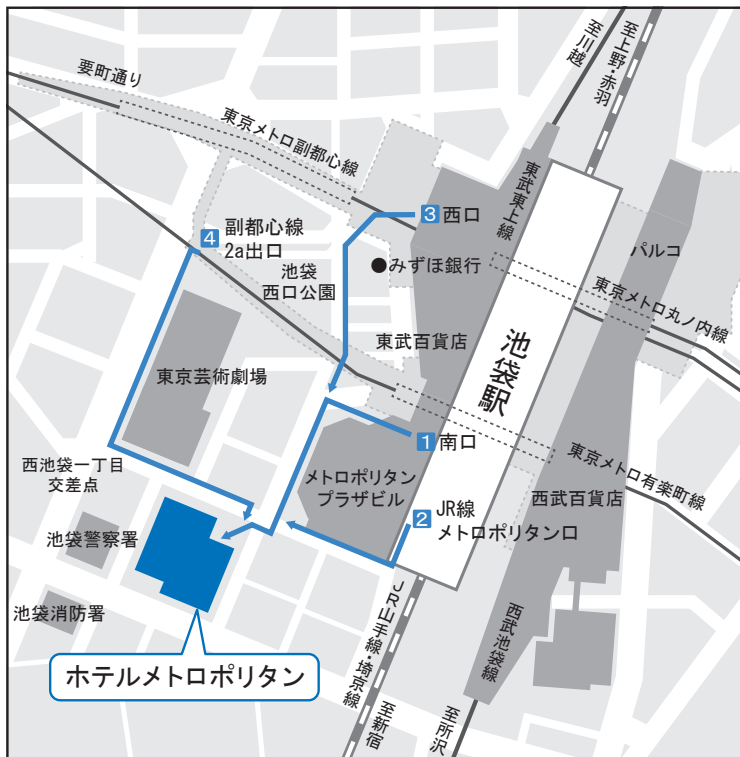 要町通り
東京メトロ副都心線
至川越
至上野・赤羽
東武東上線
3 西口
4 副都心線
2a出口
池袋
西口公園
●みずほ銀行
パルコ
東京メトロ丸ノ内線
東武百貨店
池袋駅
東京芸術劇場
1 南口
東京メトロ有楽町線
西池袋一丁目
交差点
メトロポリタン
プラザビル
西武百貨店
2 JR線
メトロポリタン口
池袋警察署
池袋消防署
JR山手線・埼京線
西武池袋線
ホテルメトロポリタン
至新宿
至所沢